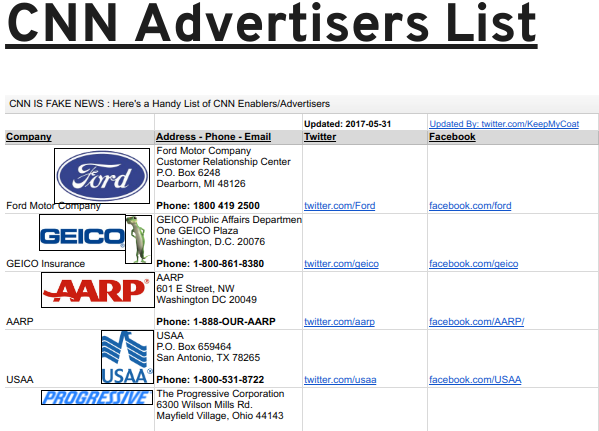 CNN Advertisers List
CNN IS FAKE NEWS : Here's a Handy List of CNN Enablers/Advertisers
Updated: 2017-05-31 Updated By: twitter.com/KeepMyCoat
Company Address - Phone - Email Twitter Facebook
Ford
Ford Motor Company
Customer Relationship Center
P.O. Box 6248
Dearborn, MI 48126
Ford Motor Company Phone: 1800 419 2500 twitter.com/Ford facebook.com/ford
GEICO
GEICO Public Affairs Departmen
One GEICO Plaza
Washington, D.C. 20076
GEICO Insurance Phone: 1-800-861-8380 twitter.com/geico facebook.com/geico
AARP
AARP
601 E Street, NW
Washington DC 20049
AARP Phone: 1-888-OUR-AARP twitter.com/aarp facebook.com/AARP/
USAA
USAA
P.O. Box 659464
San Antonio, TX 78265
USAA Phone: 1-800-531-8722 twitter.com/usaa facebook.com/USAA
PROGRESSIVE
The Progressive Corporation
6300 Wilson Mills Rd.
Mayfield Village, Ohio 44143